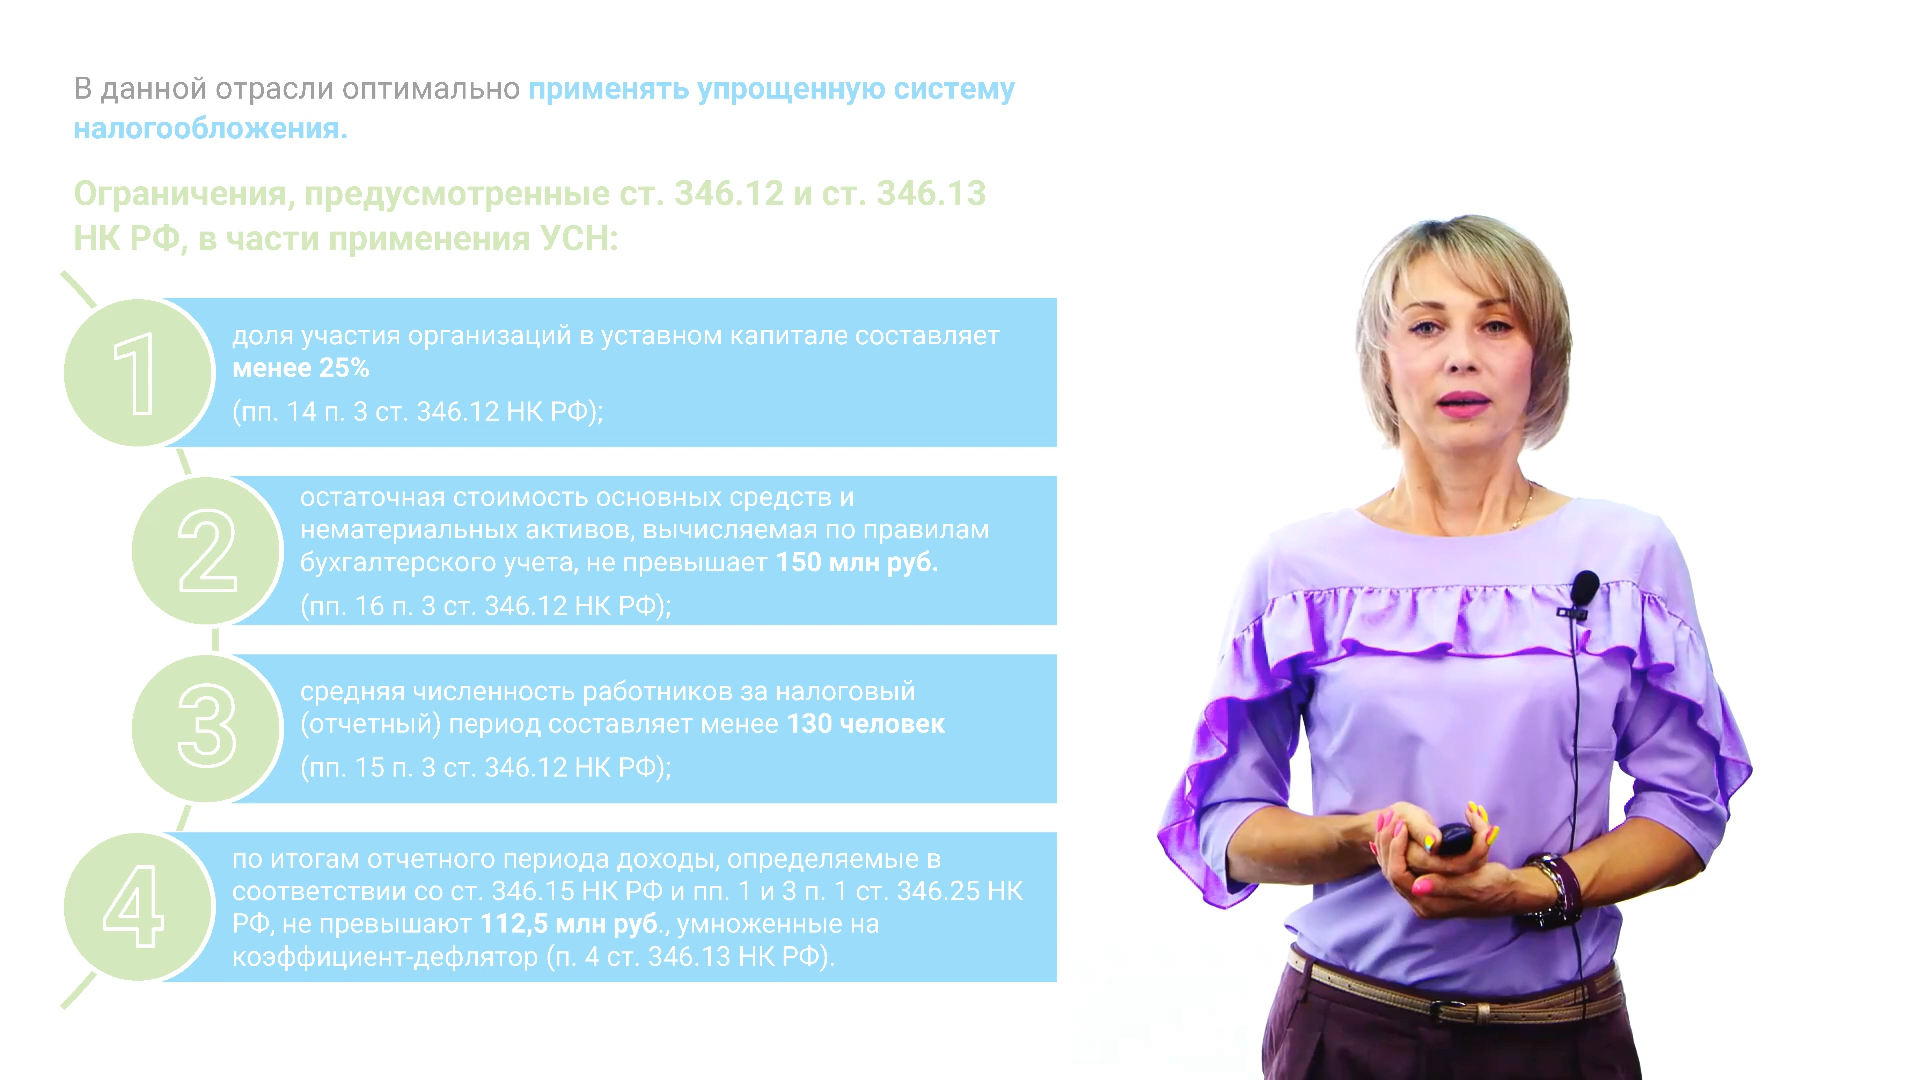 В данной отрасли оптимально применять упрощенную систему
налогообложения.
Ограничения, предусмотренные ст. 346.12 и ст. 346.13
НК РФ, в части применения УСН:
1
доля участия организаций в уставном капитале составляет
менее 25%
(пп. 14 п. 3 ст. 346.12 НК РФ);
2
остаточная стоимость основных средств и
нематериальных активов, вычисляемая по правилам
бухгалтерского учета, не превышает 150 млн руб.
(пп. 16 п. 3 ст. 346.12 НК РФ);
3
средняя численность работников за налоговый
(отчетный) период составляет менее 130 человек
(пп. 15 п. 3 ст. 346.12 НК РФ);
4
по итогам отчетного периода доходы, определяемые в
соответствии со ст. 346.15 НК РФ и пп. 1 и 3 п. 1 ст. 346.25 НК
РФ, не превышают 112,5 млн руб., умноженные на
коэффициент-дефлятор (п. 4 ст. 346.13 НК РФ).